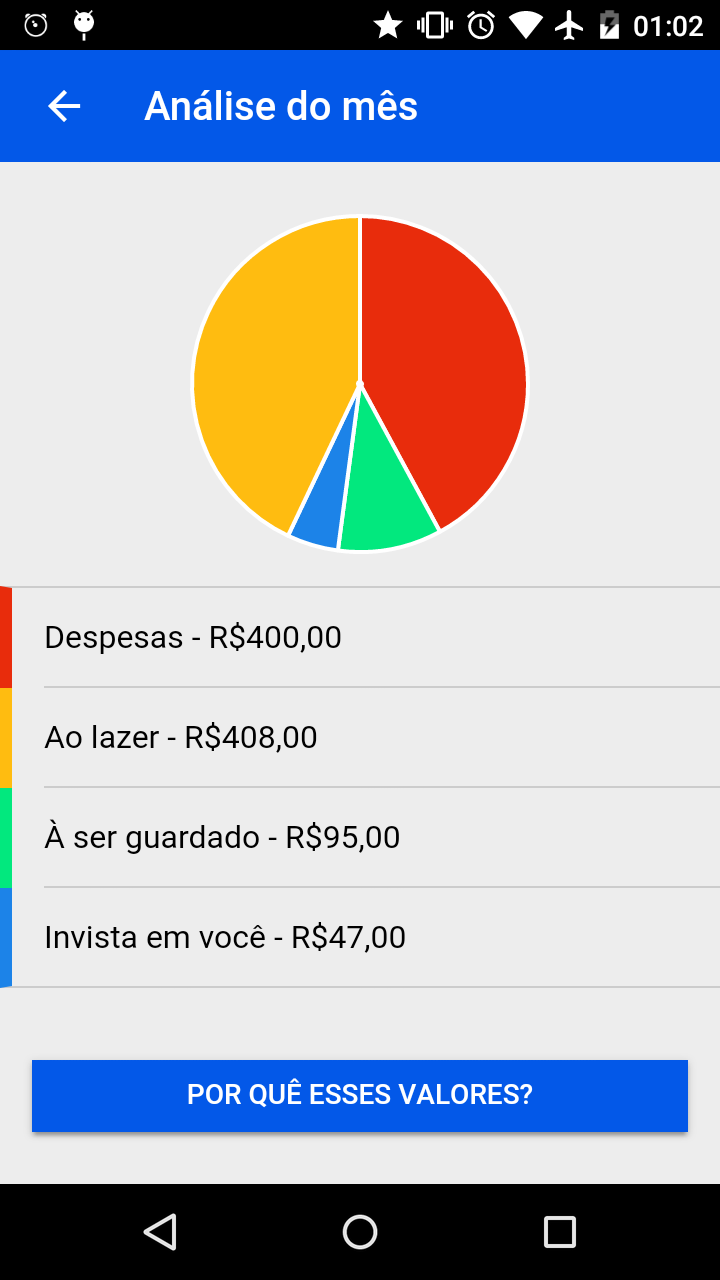 01:02
Análise do mês
Despesas - R$400,00
Ao lazer - R$408,00
À ser guardado - R$95,00
Invista em você - R$47,00
POR QUÊ ESSES VALORES?